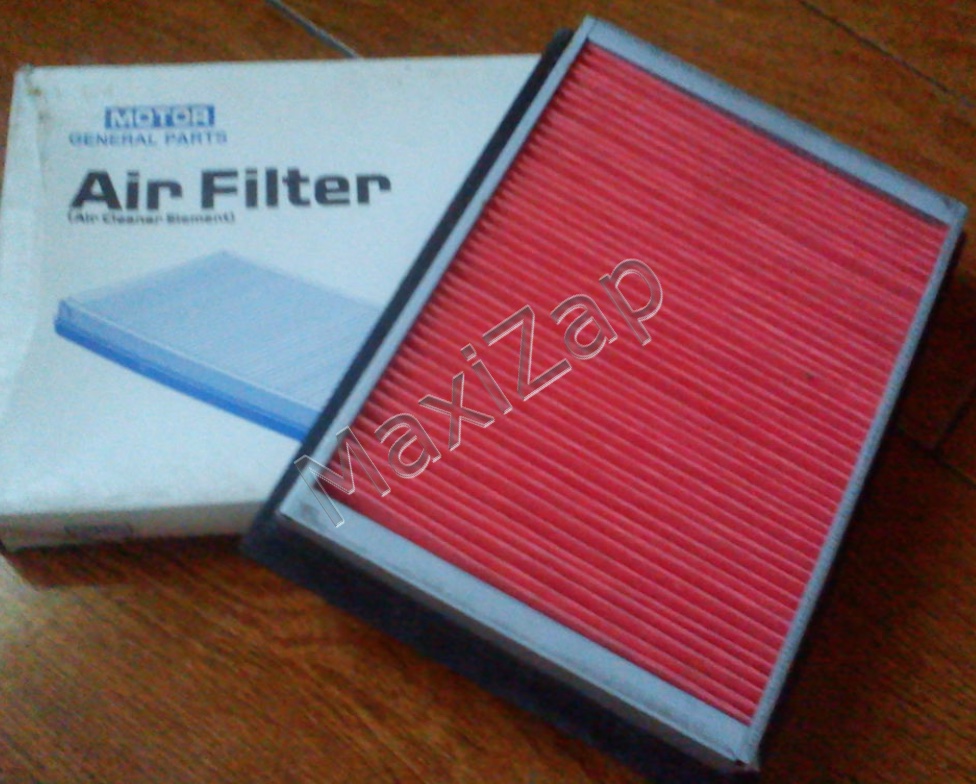 MOTOR
GENERAL PARTS
Air Filter
(Air Cleaner Element)
MaxiZap